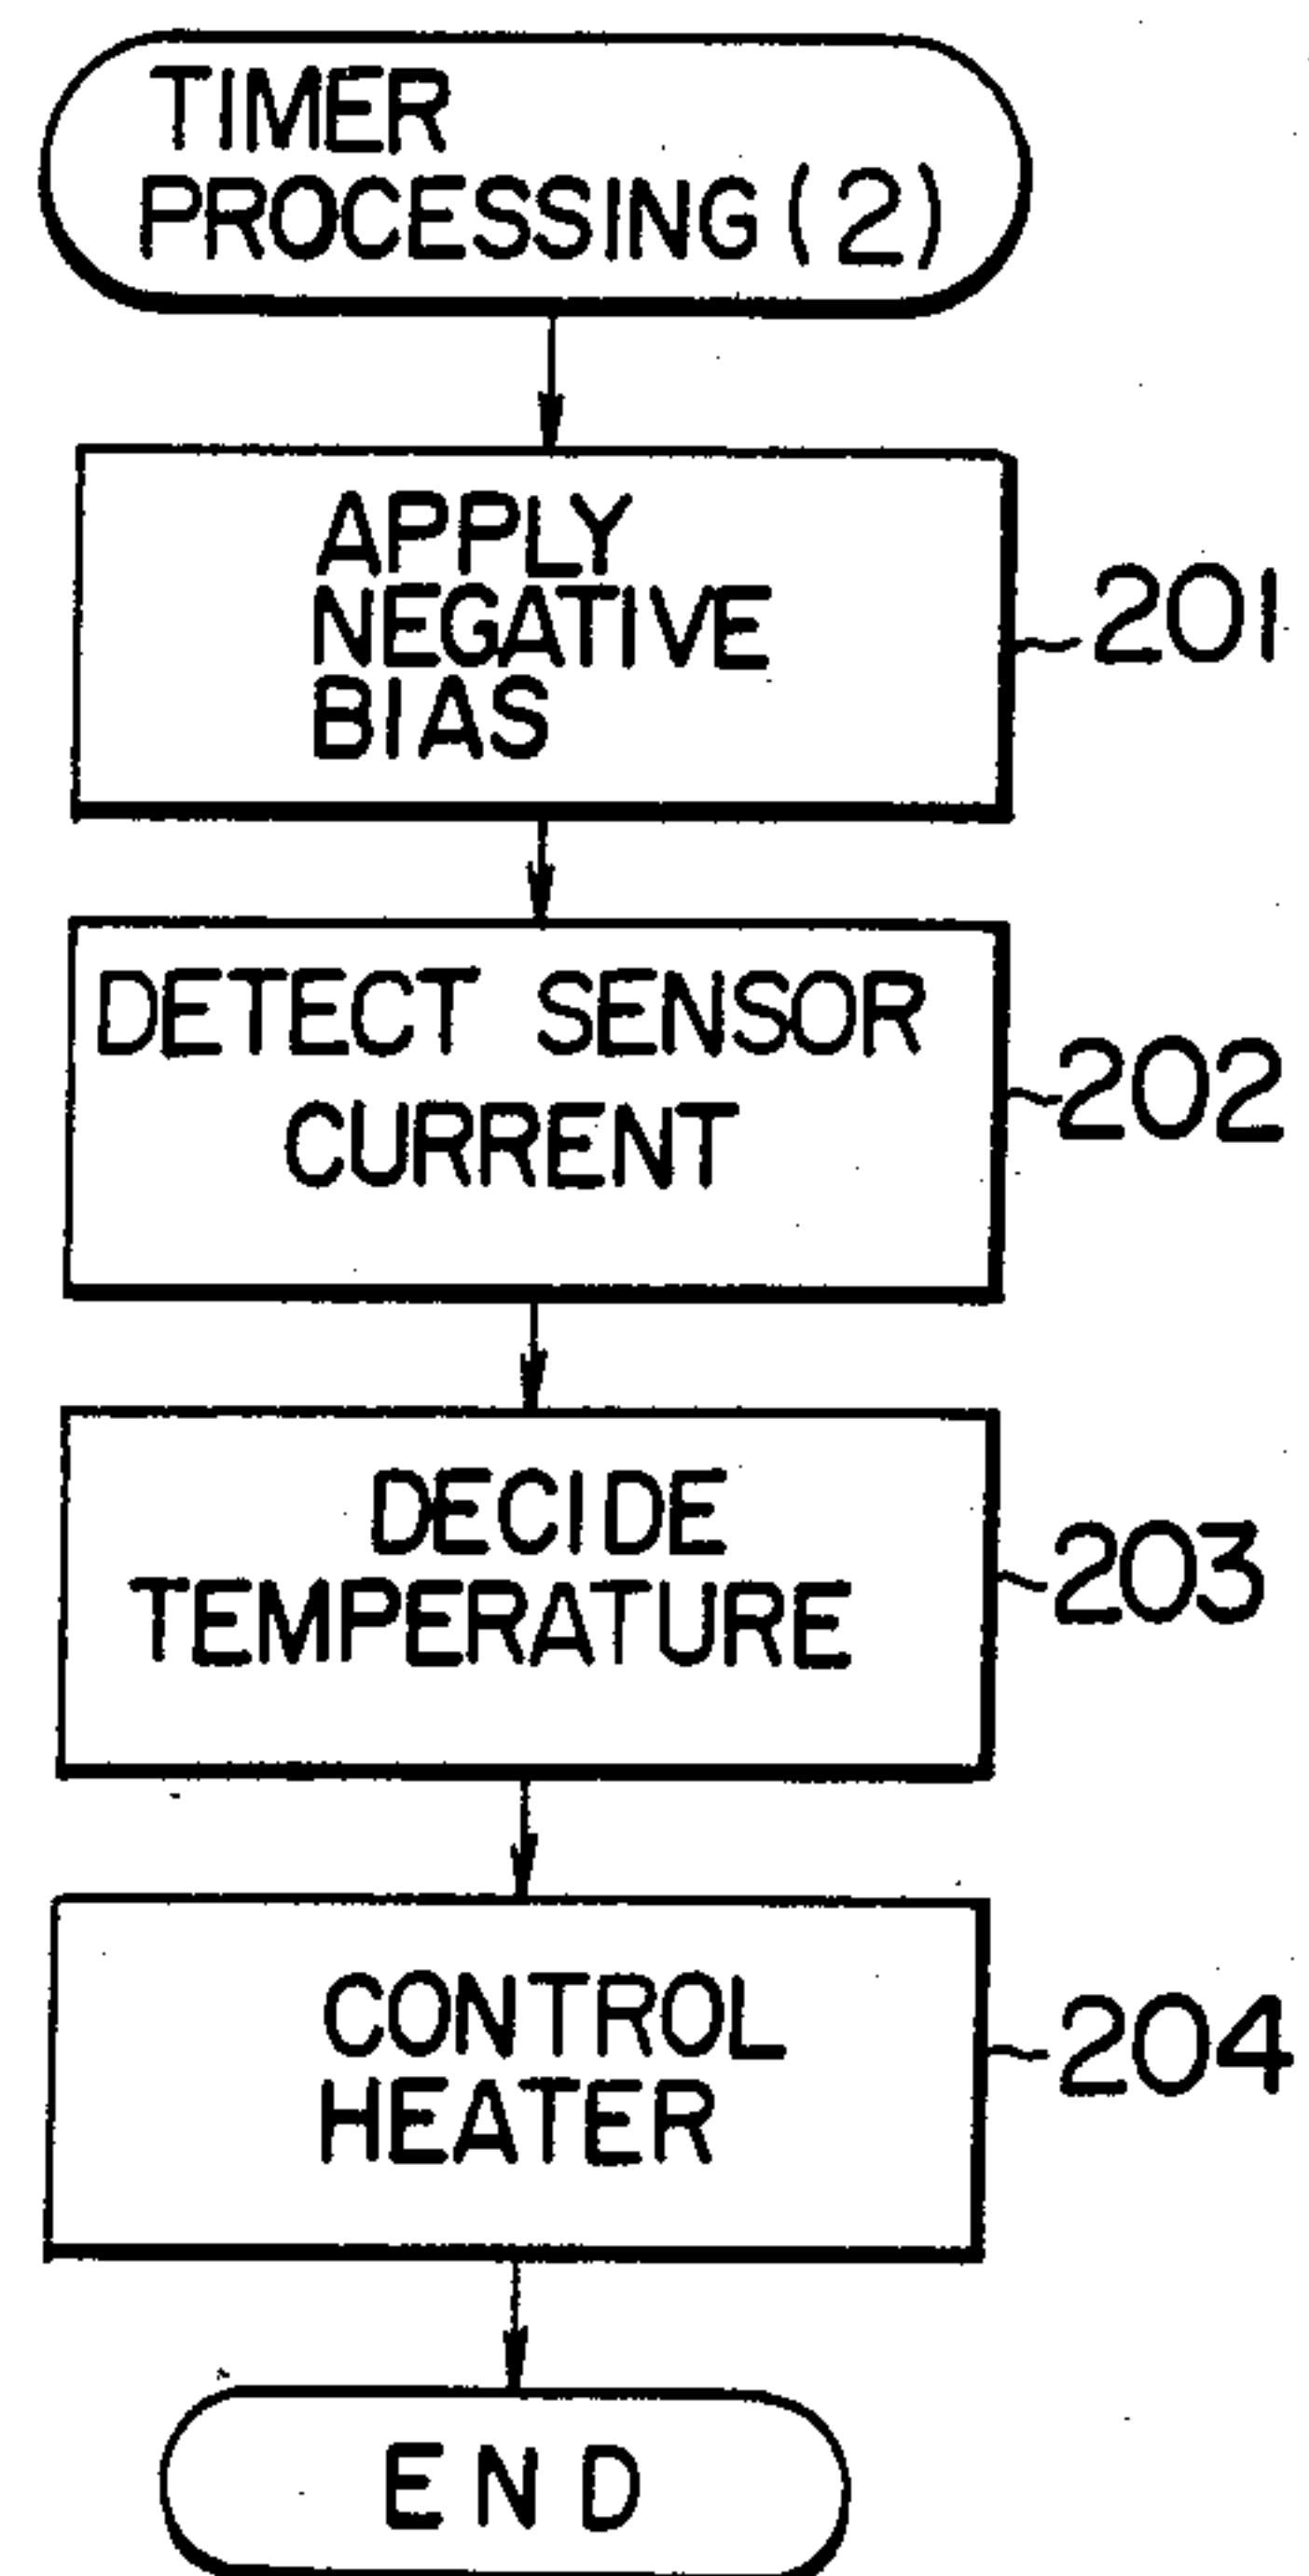 TIMER
PROCESSING (2)
APPLY
NEGATIVE
BIAS
201
DETECT SENSOR
CURRENT
202
DECIDE
TEMPERATURE
203
CONTROL
HEATER
204
END